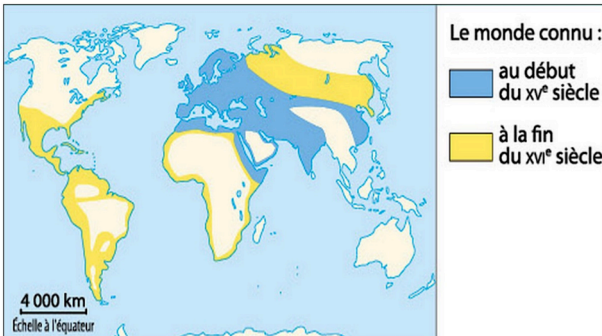 Le monde connu :
au début
du XVᵉ siècle
à la fin
du XVIᵉ siècle
4 000 km
Échelle à l'équateur